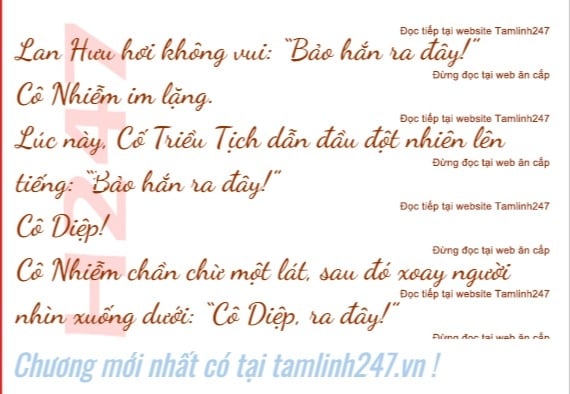 Đọc tiếp tại website Tamlinh247
Lan Hưu hơi không vui: “Bảo hắn ra đây!”
Đừng đọc tại web ăn cắp
Cô Nhiễm im lặng.
Đọc tiếp tại website Tamlinh247
Lúc này, Cố Triều Tịch dẫn đầu đột nhiên lên
Đừng đọc tại web ăn cắp
tiếng: “Bảo hắn ra đây!”
Đọc tiếp tại website Tamlinh247
Cô Diệp!
Đừng đọc tại web ăn cắp
Cô Nhiễm chần chừ một lát, sau đó xoay người
Đọc tiếp tại website Tamlinh247
nhìn xuống dưới: “Cô Diệp, ra đây!”
Đừng đọc tại web ăn cắp
H247
Chương mới nhất có tại tamlinh247.vn !